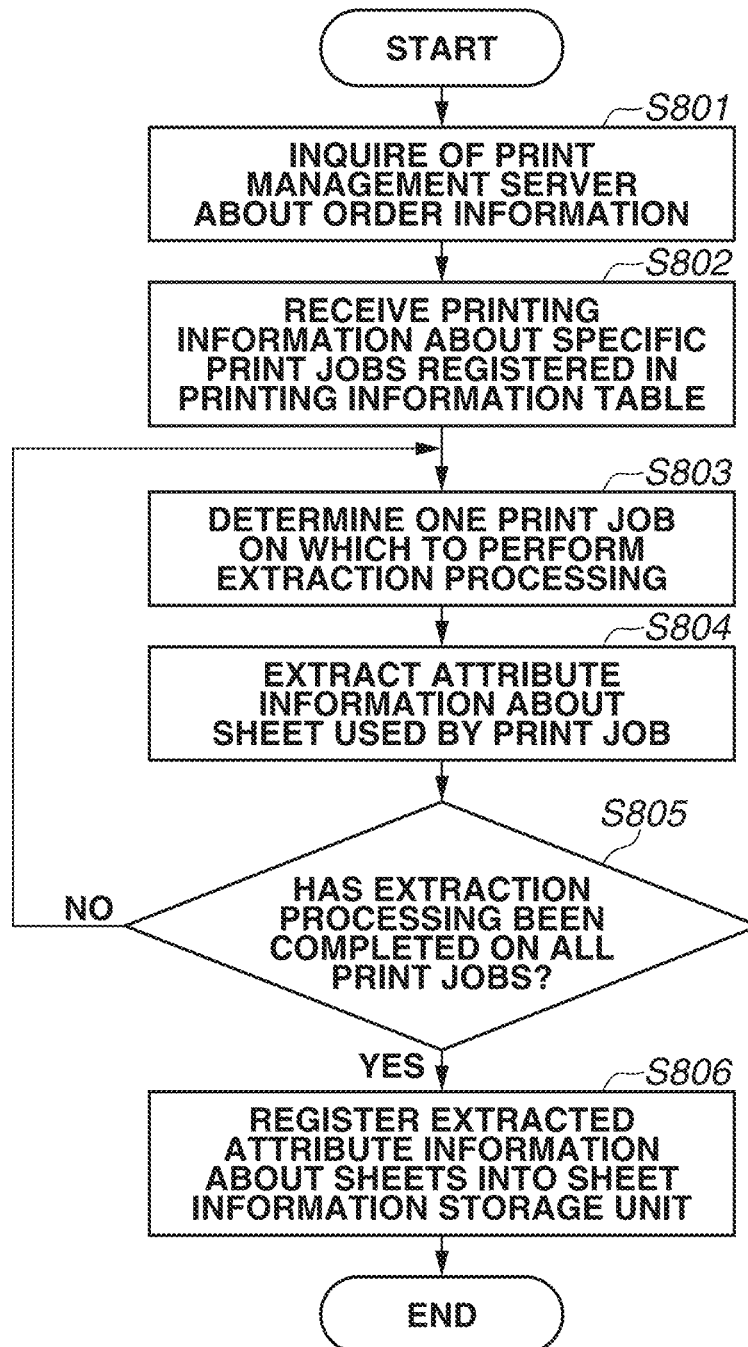 START
S801
INQUIRE OF PRINT
MANAGEMENT SERVER
ABOUT ORDER INFORMATION
S802
RECEIVE PRINTING
INFORMATION ABOUT SPECIFIC
PRINT JOBS REGISTERED IN
PRINTING INFORMATION TABLE
S803
DETERMINE ONE PRINT JOB
ON WHICH TO PERFORM
EXTRACTION PROCESSING
S804
EXTRACT ATTRIBUTE
INFORMATION ABOUT
SHEET USED BY PRINT JOB
S805
HAS EXTRACTION
PROCESSING BEEN
COMPLETED ON ALL
PRINT JOBS?
NO
YES
S806
REGISTER EXTRACTED
ATTRIBUTE INFORMATION
ABOUT SHEETS INTO SHEET
INFORMATION STORAGE UNIT
END